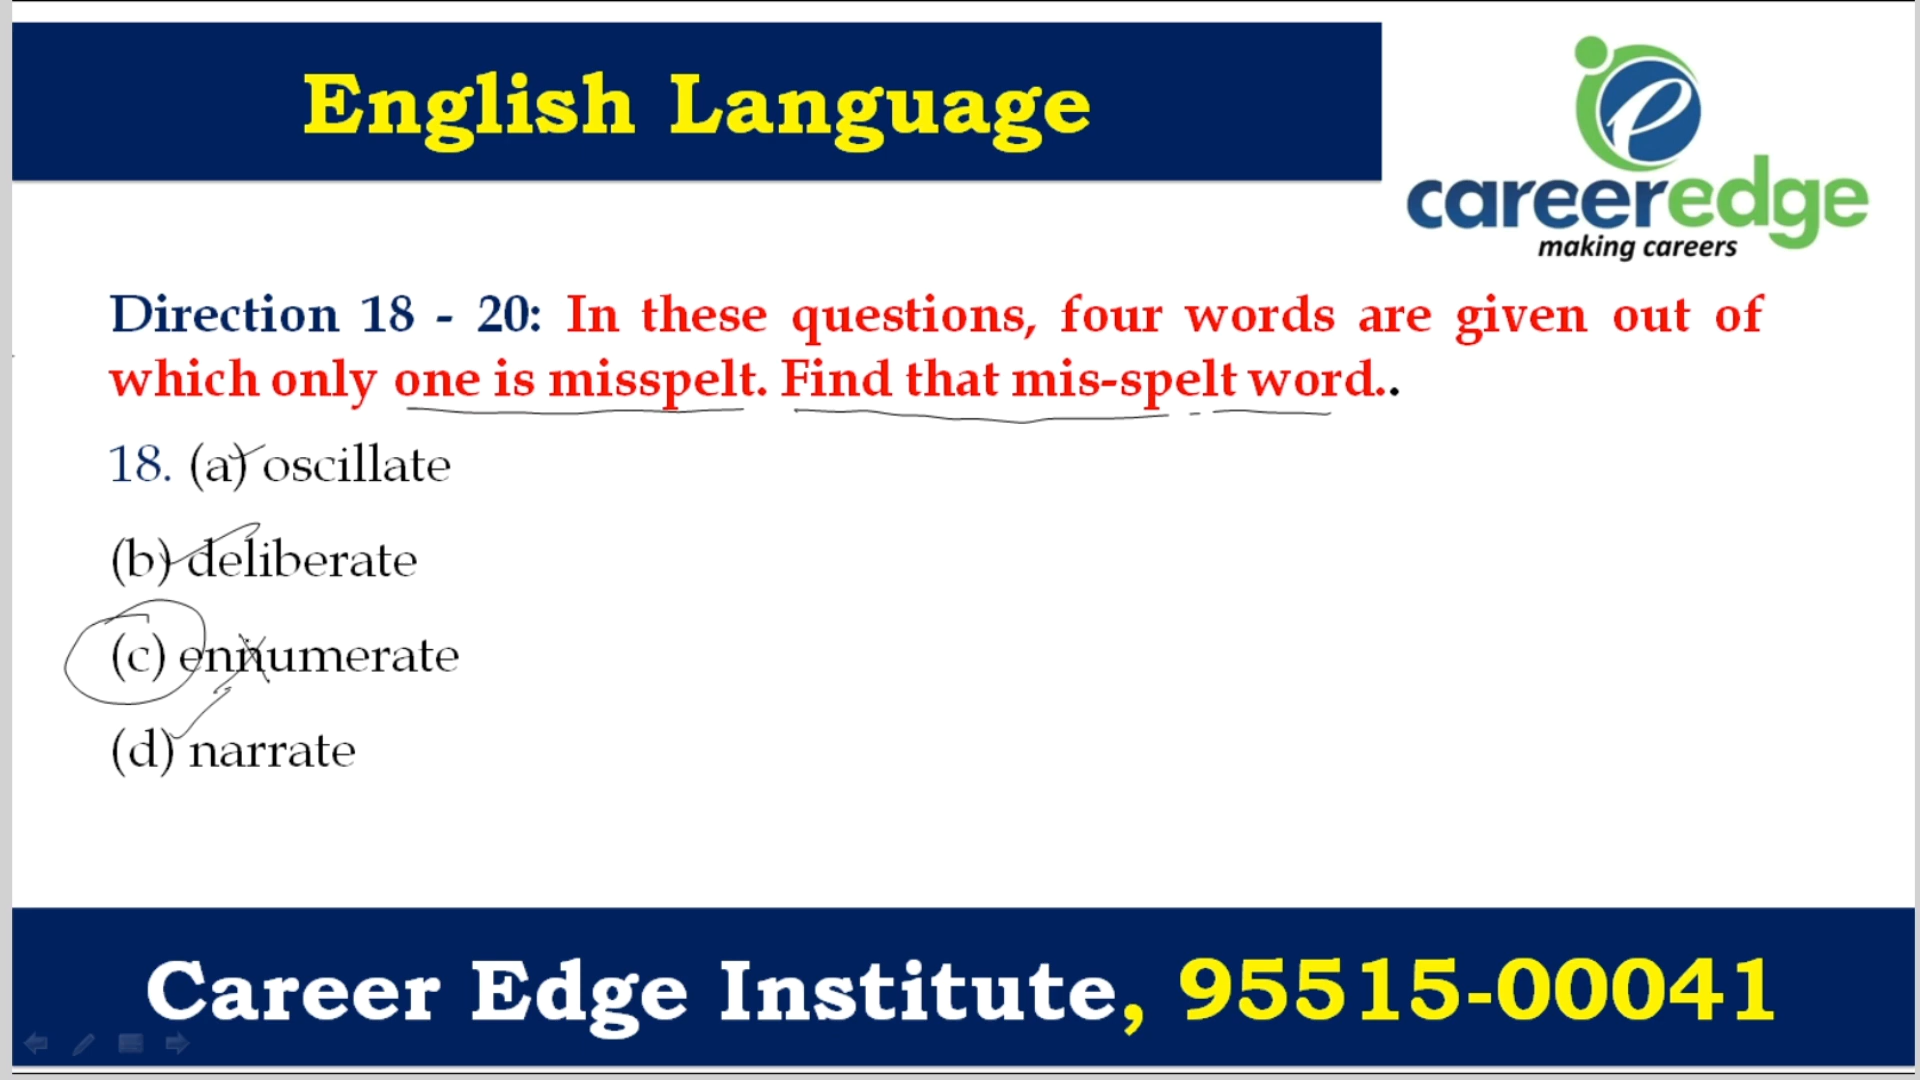 English Language
careeredge
making careers
Direction 18 - 20: In these questions, four words are given out of
which only one is misspelt. Find that mis-spelt word..
18. (a) oscillate
(b) deliberate
(c) ennumerate
(d) narrate
Career Edge Institute, 95515-00041